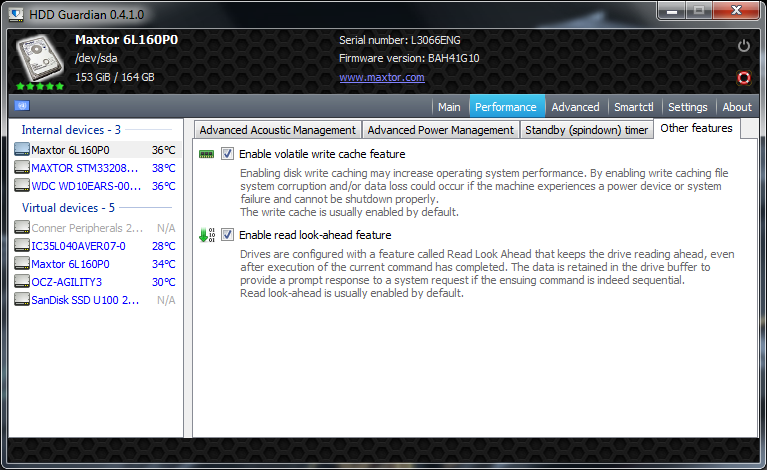 HDD Guardian 0.4.1.0
Maxtor 6L160P0
/dev/sda
153 GiB / 164 GB
Serial number: L3066ENG
Firmware version: BAH41G10
www.maxtor.com
Main Performance Advanced Smartctl Settings About
Internal devices - 3
Maxtor 6L160P0 36°C
MAXTOR STM33208... 38°C
WDC WD10EARS-00... 36°C
Virtual devices - 5
Conner Peripherals 2... N/A
IC35L040AVER07-0 28°C
Maxtor 6L160P0 34°C
OCZ-AGILITY3 30°C
SanDisk SSD U100 2... N/A
Advanced Acoustic Management Advanced Power Management Standby (spindown) timer Other features
Enable volatile write cache feature
Enabling disk write caching may increase operating system performance. By enabling write caching file
system corruption and/or data loss could occur if the machine experiences a power device or system
failure and cannot be shutdown properly.
The write cache is usually enabled by default.
Enable read look-ahead feature
Drives are configured with a feature called Read Look Ahead that keeps the drive reading ahead, even
after execution of the current command has completed. The data is retained in the drive buffer to
provide a prompt response to a system request if the ensuing command is indeed sequential.
Read look-ahead is usually enabled by default.